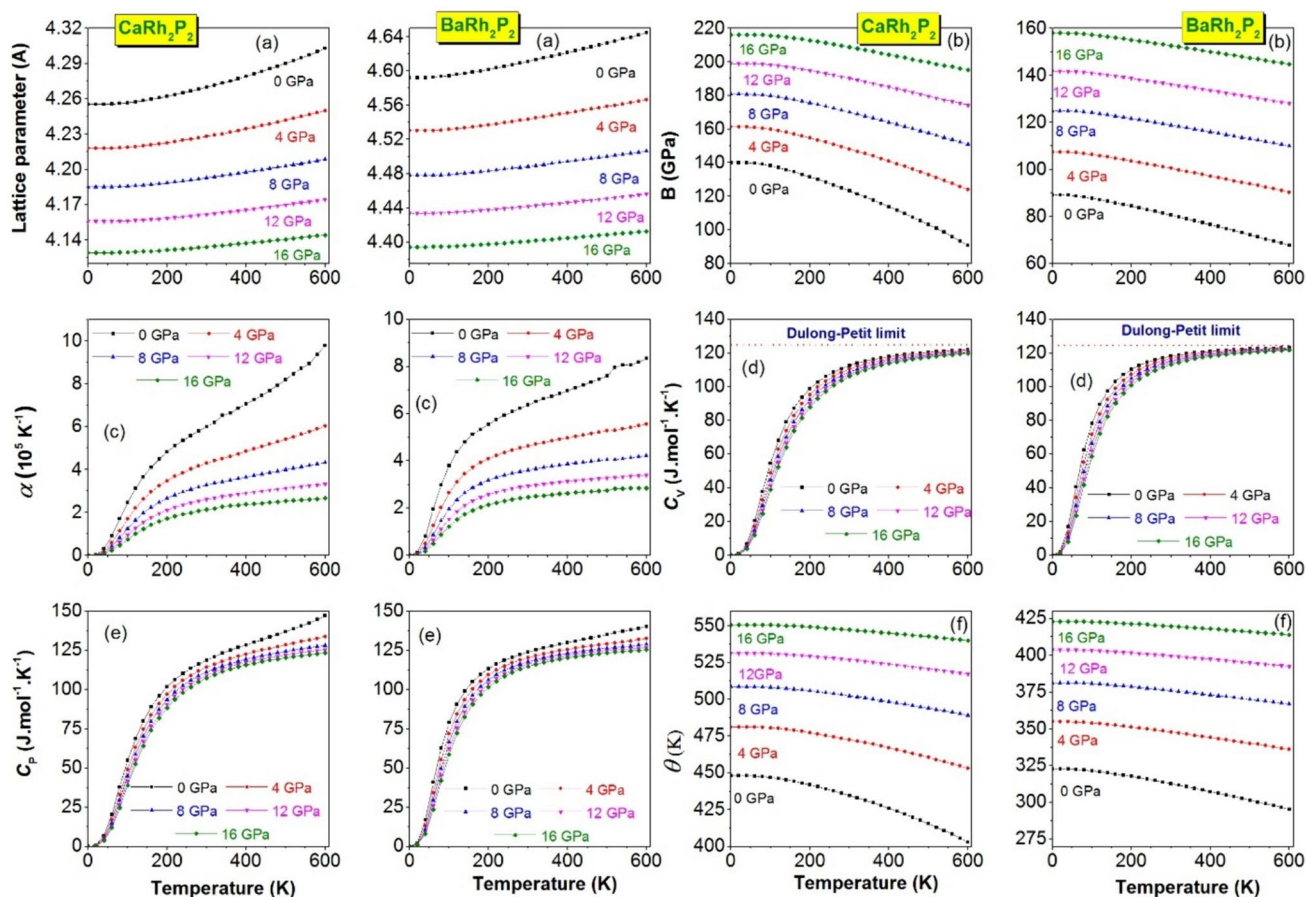 CaRh₂P₂
BaRh₂P₂
CaRh₂P₂
BaRh₂P₂
Lattice parameter (A)
4.32
4.29
4.26
4.23
4.20
4.17
4.14
(a)
0 GPa
4 GPa
8 GPa
12 GPa
16 GPa
0 200 400 600
4.64
4.60
4.56
4.52
4.48
4.44
4.40
(a)
0 GPa
4 GPa
8 GPa
12 GPa
16 GPa
0 200 400 600
B (GPa)
220
200
180
160
140
120
100
80
(b)
16 GPa
12 GPa
8 GPa
4 GPa
0 GPa
0 200 400 600
160
140
120
100
80
60
(b)
16 GPa
12 GPa
8 GPa
4 GPa
0 GPa
0 200 400 600
α (10⁵ K⁻¹)
10
8
6
4
2
0
0 GPa 4 GPa
8 GPa 12 GPa
16 GPa
(c)
0 200 400 600
10
8
6
4
2
0
0 GPa 4 GPa
8 GPa 12 GPa
16 GPa
(c)
0 200 400 600
C_V (J.mol⁻¹.K⁻¹)
140
120
100
80
60
40
20
0
Dulong-Petit limit
(d)
0 GPa 4 GPa
8 GPa 12 GPa
16 GPa
0 200 400 600
140
120
100
80
60
40
20
0
Dulong-Petit limit
(d)
0 GPa 4 GPa
8 GPa 12 GPa
16 GPa
0 200 400 600
C_P (J.mol⁻¹.K⁻¹)
150
125
100
75
50
25
0
(e)
0 GPa 4 GPa
8 GPa 12 GPa
16 GPa
0 200 400 600
Temperature (K)
150
125
100
75
50
25
0
(e)
0 GPa 4 GPa
8 GPa 12 GPa
16 GPa
0 200 400 600
Temperature (K)
θ (K)
550
525
500
475
450
425
400
(f)
16 GPa
12GPa
8 GPa
4 GPa
0 GPa
0 200 400 600
Temperature (K)
425
400
375
350
325
300
275
(f)
16 GPa
12 GPa
8 GPa
4 GPa
0 GPa
0 200 400 600
Temperature (K)